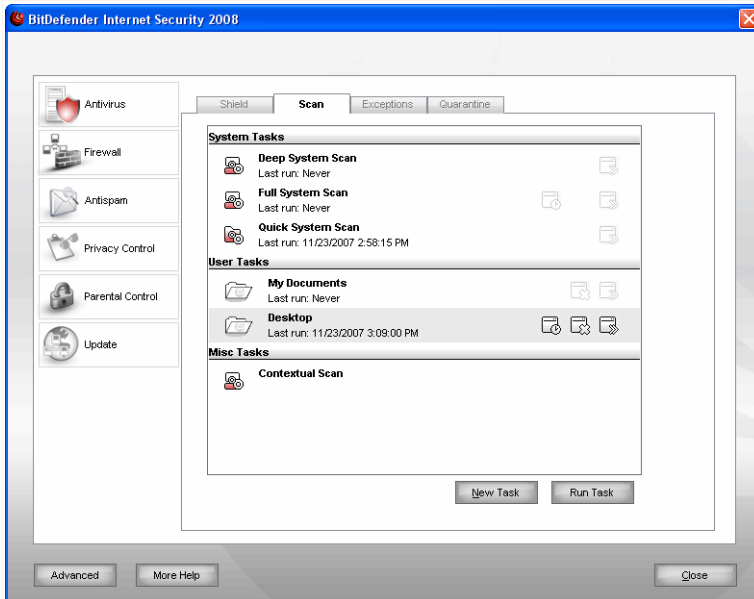 BitDefender Internet Security 2008
Antivirus
Firewall
Antispam
Privacy Control
Parental Control
Update
Shield
Scan
Exceptions
Quarantine
System Tasks
Deep System Scan
Last run: Never
Full System Scan
Last run: Never
Quick System Scan
Last run: 11/23/2007 2:58:15 PM
User Tasks
My Documents
Last run: Never
Desktop
Last run: 11/23/2007 3:09:00 PM
Misc Tasks
Contextual Scan
New Task
Run Task
Advanced
More Help
Close